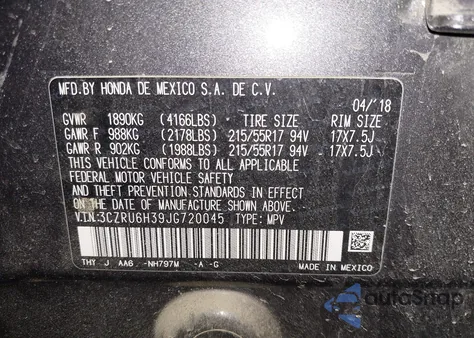 MFD.BY HONDA DE MEXICO S.A. DE C.V.
04/'18
GVWR 1890KG (4166LBS) TIRE SIZE RIM SIZE
GAWR F 988KG (2178LBS) 215/55R17 94V 17X7.5J
GAWR R 902KG (1988LBS) 215/55R17 94V 17X7.5J
THIS VEHICLE CONFORMS TO ALL APPLICABLE
FEDERAL MOTOR VEHICLE SAFETY
AND THEFT PREVENTION STANDARDS IN EFFECT
ON THE DATE OF MANUFACTURE SHOWN ABOVE.
V.I.N:3CZRU6H39JG720045 TYPE: MPV
THY J AA6 -NH797M -A -G
MADE IN MEXICO
autoSnap